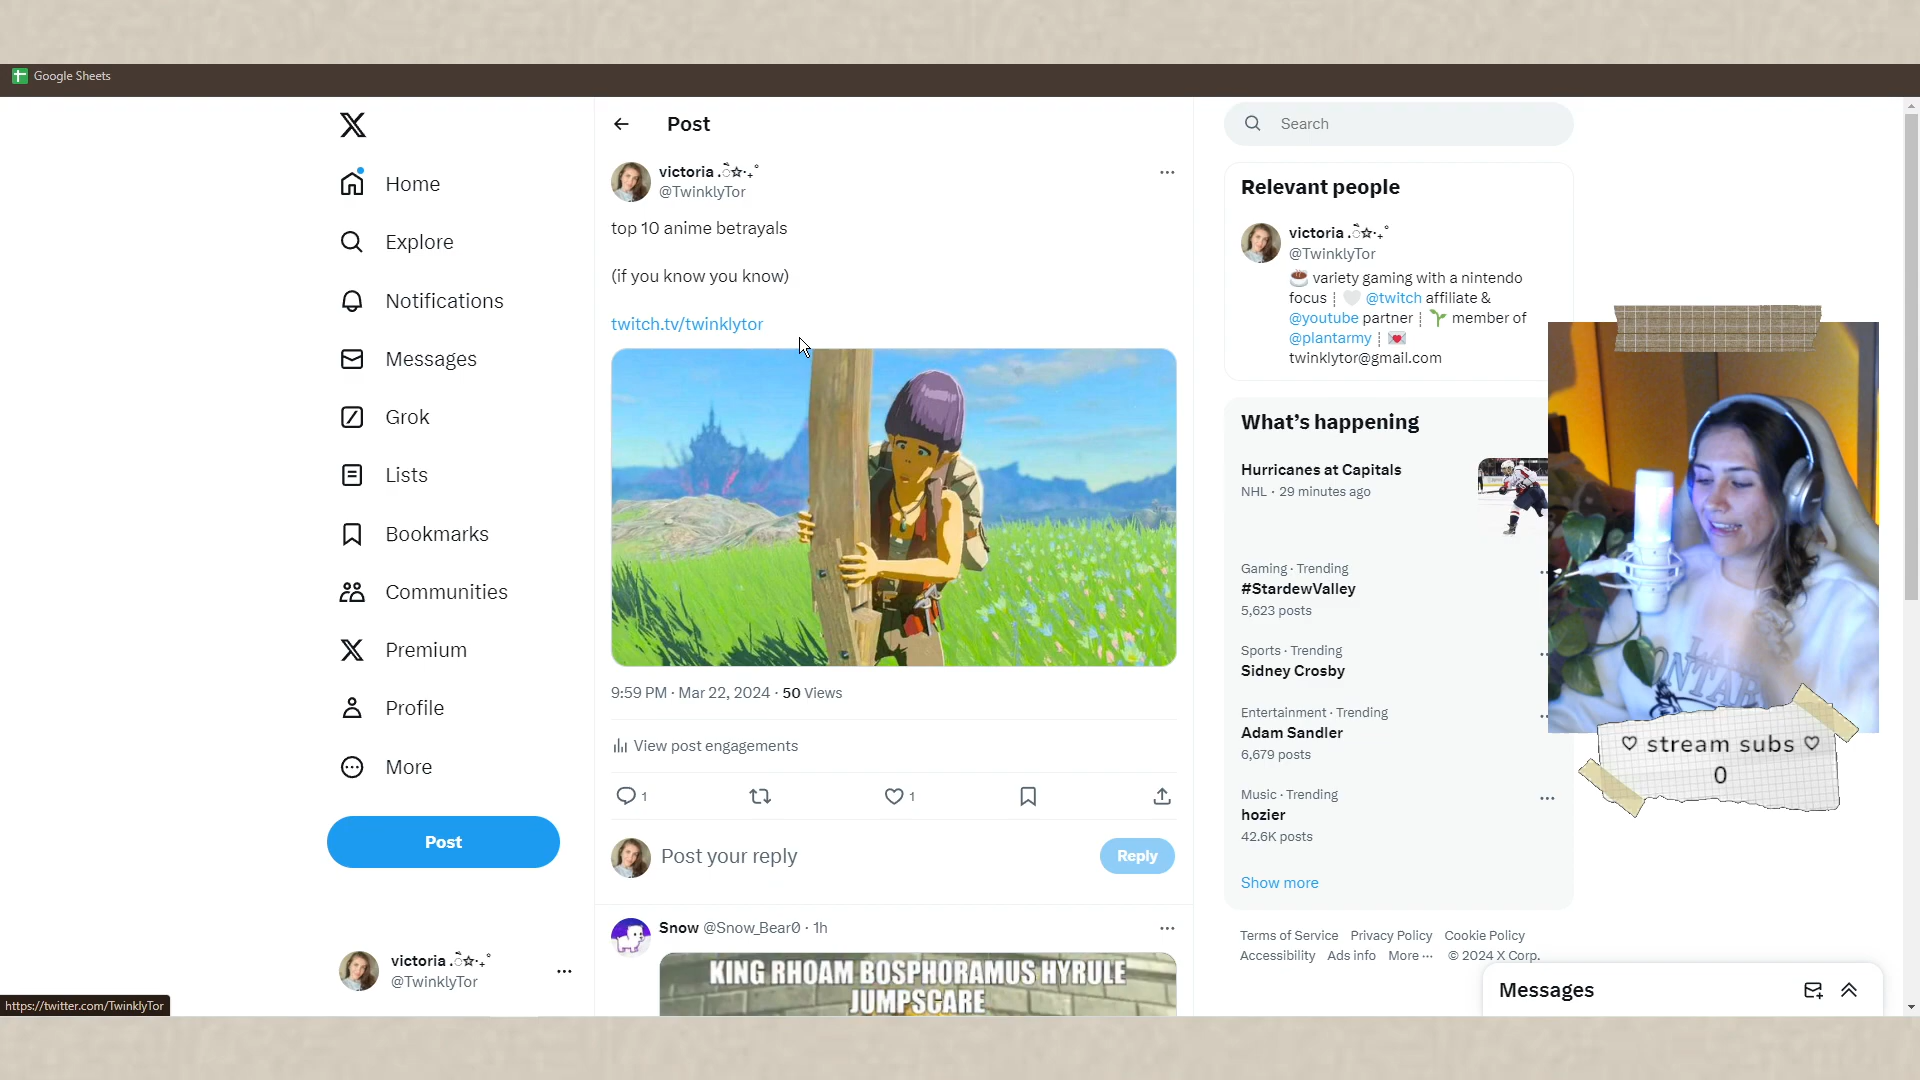 Google Sheets
Home
Explore
Notifications
Messages
Grok
Lists
Bookmarks
Communities
Premium
Profile
More
Post
victoria
@TwinklyTor
https://twitter.com/TwinklyTor
Post
victoria
@TwinklyTor
top 10 anime betrayals
(if you know you know)
twitch.tv/twinklytor
9:59 PM · Mar 22, 2024 · 50 Views
View post engagements
1
1
Post your reply
Reply
Snow @Snow_Bear0 · 1h
KING RHOAM BOSPHORAMUS HYRULE
JUMPSCARE
Search
Relevant people
victoria
@TwinklyTor
☕ variety gaming with a nintendo
focus ¦ 🤍 @twitch affiliate &
@youtube partner ¦ 🌱 member of
@plantarmy ¦ 💌
twinklytor@gmail.com
What's happening
Hurricanes at Capitals
NHL · 29 minutes ago
Gaming · Trending
#StardewValley
5,623 posts
Sports · Trending
Sidney Crosby
Entertainment · Trending
Adam Sandler
6,679 posts
Music · Trending
hozier
42.6K posts
Show more
Terms of Service Privacy Policy Cookie Policy
Accessibility Ads info More ··· © 2024 X Corp.
Messages
♡ stream subs ♡
0